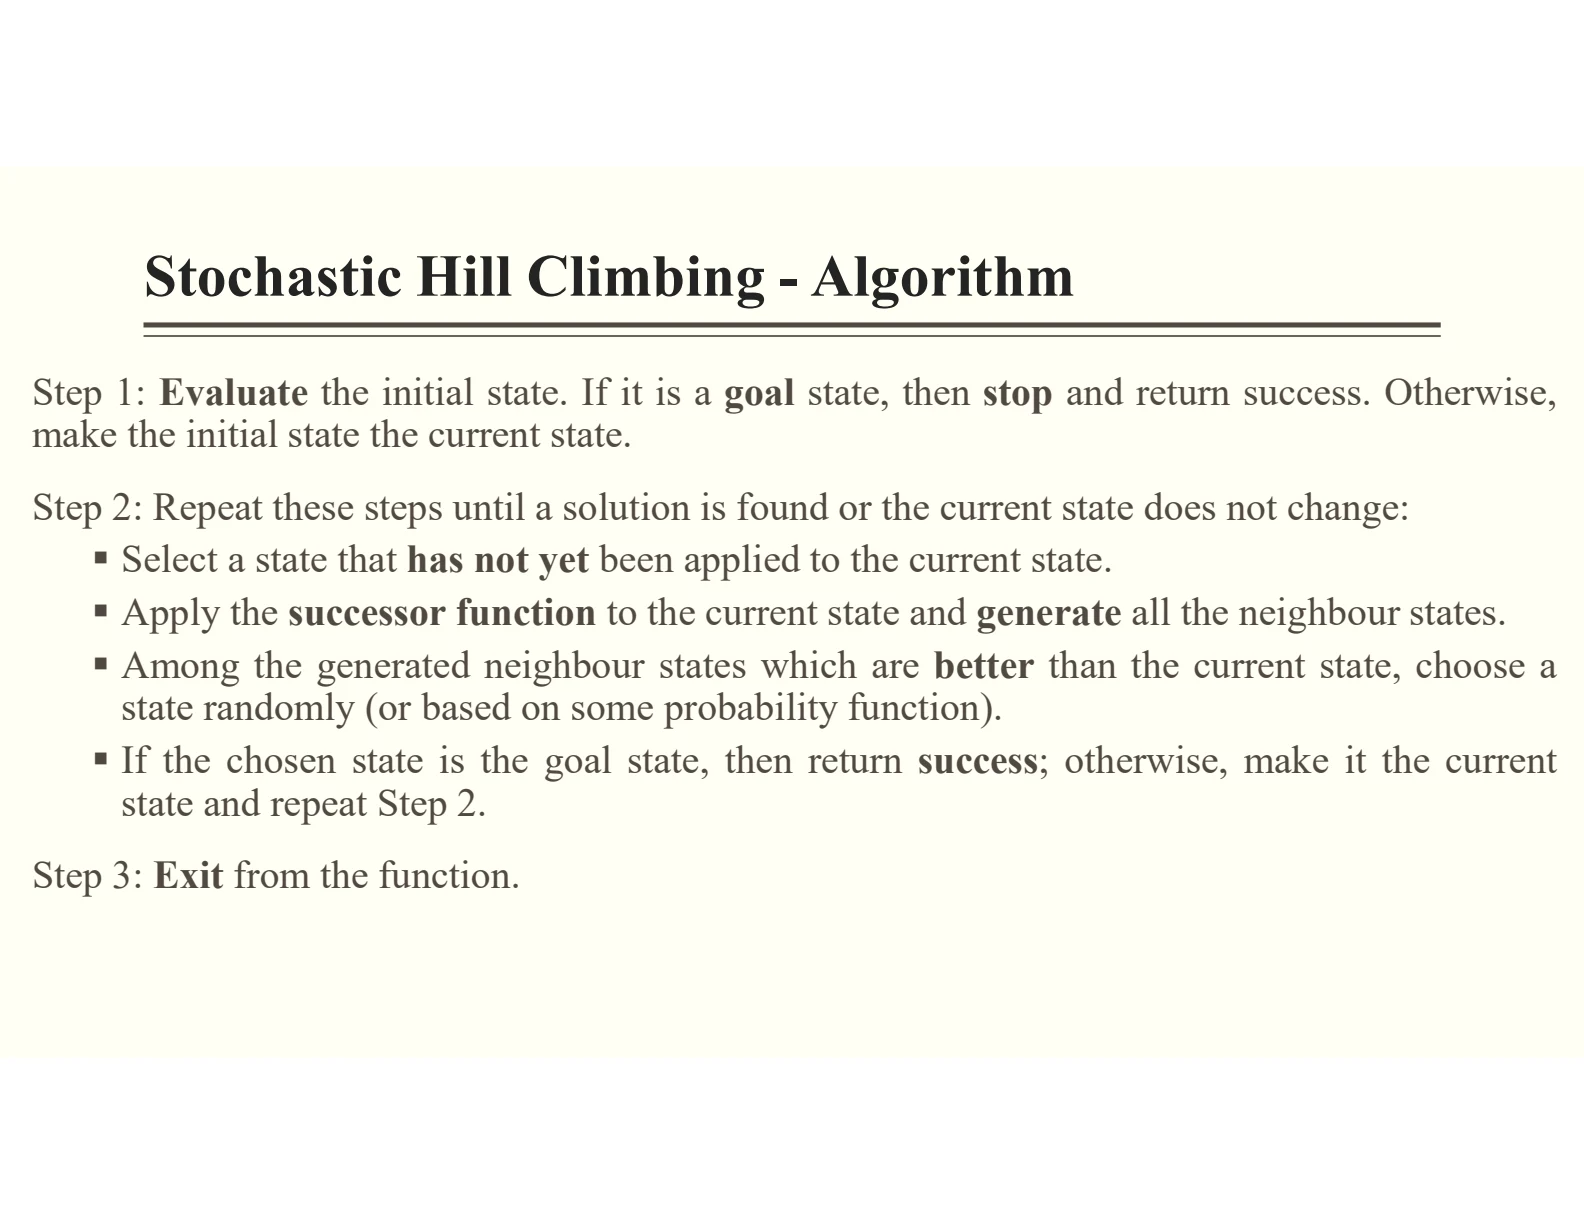 Stochastic Hill Climbing - Algorithm
Step 1: Evaluate the initial state. If it is a goal state, then stop and return success. Otherwise,
make the initial state the current state.
Step 2: Repeat these steps until a solution is found or the current state does not change:
▪ Select a state that has not yet been applied to the current state.
▪ Apply the successor function to the current state and generate all the neighbour states.
▪ Among the generated neighbour states which are better than the current state, choose a
state randomly (or based on some probability function).
▪ If the chosen state is the goal state, then return success; otherwise, make it the current
state and repeat Step 2.
Step 3: Exit from the function.